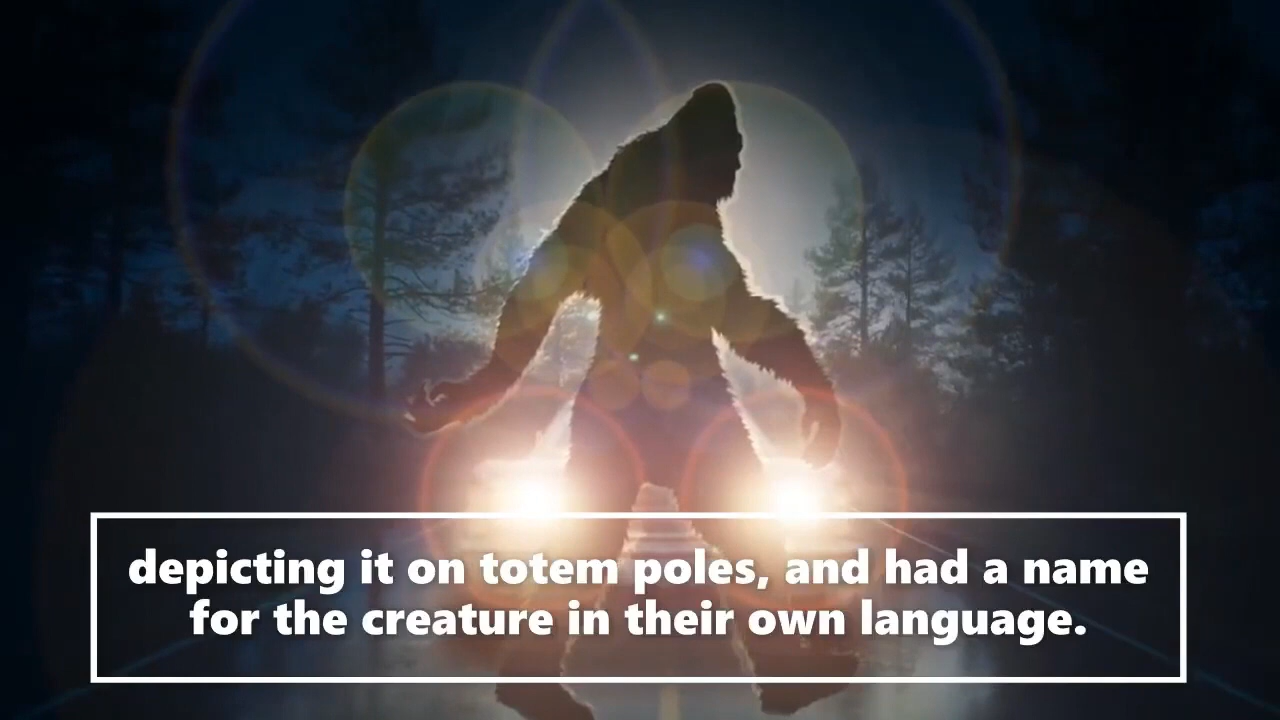 depicting it on totem poles, and had a name
for the creature in their own language.